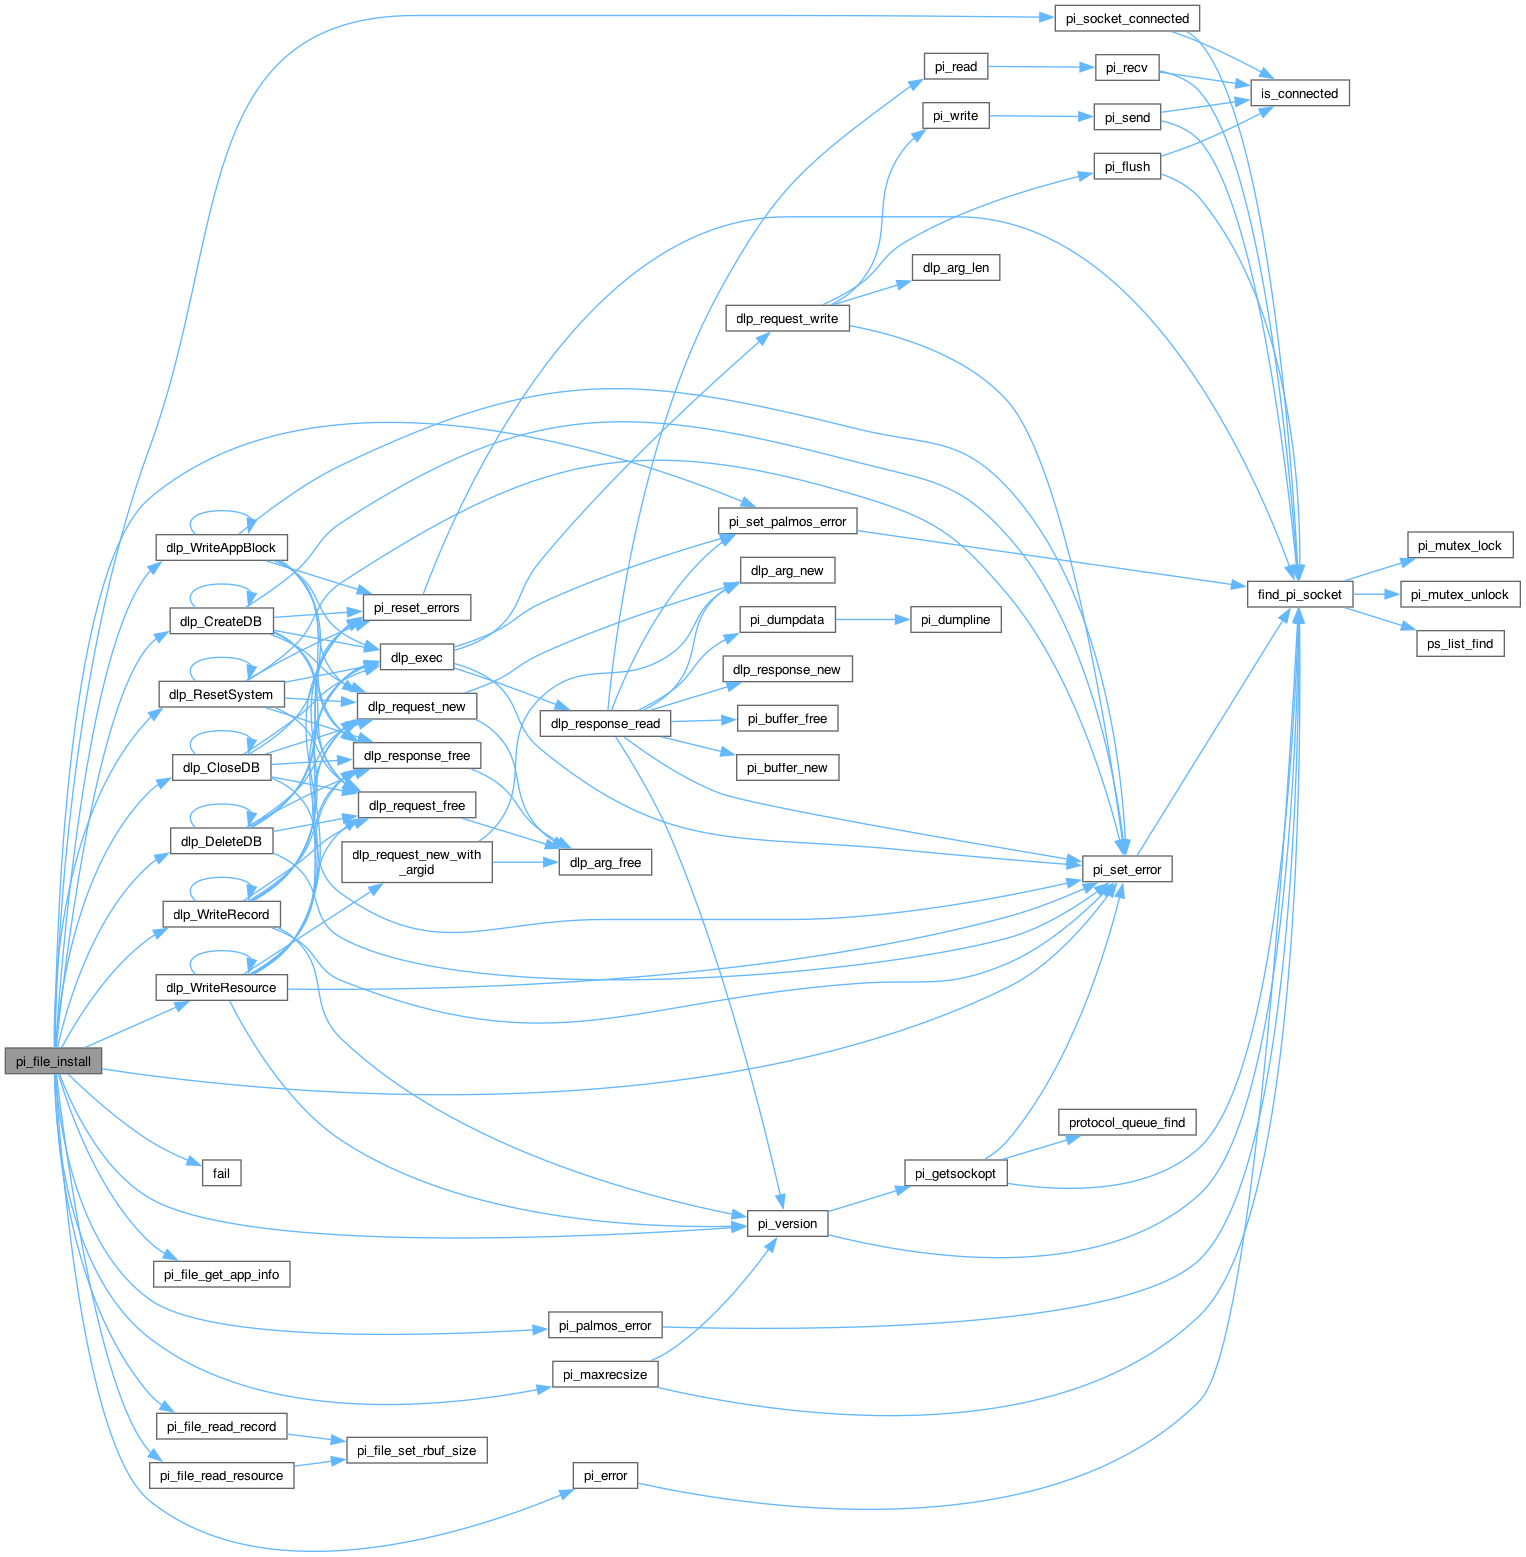 pi_socket_connected
pi_read
pi_recv
is_connected
pi_write
pi_send
pi_flush
dlp_arg_len
dlp_request_write
pi_set_palmos_error
dlp_WriteAppBlock
pi_mutex_lock
dlp_arg_new
find_pi_socket
pi_mutex_unlock
pi_reset_errors
dlp_CreateDB
pi_dumpdata
pi_dumpline
ps_list_find
dlp_exec
dlp_response_new
dlp_ResetSystem
dlp_request_new
dlp_response_read
pi_buffer_free
dlp_response_free
dlp_CloseDB
pi_buffer_new
dlp_request_free
dlp_DeleteDB
dlp_request_new_with
_argid
dlp_arg_free
pi_set_error
dlp_WriteRecord
dlp_WriteResource
pi_file_install
protocol_queue_find
fail
pi_getsockopt
pi_version
pi_file_get_app_info
pi_palmos_error
pi_maxrecsize
pi_file_read_record
pi_file_set_rbuf_size
pi_file_read_resource
pi_error